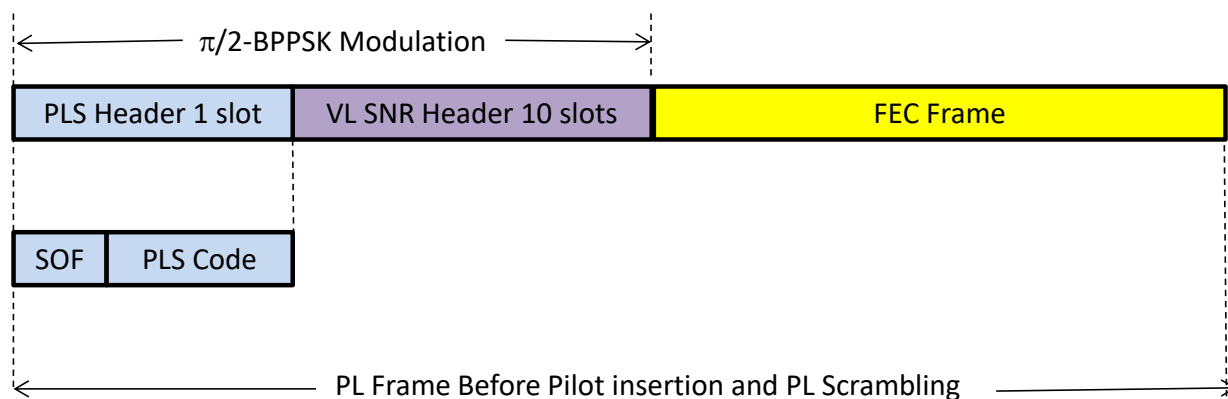 π/2-BPPSK Modulation
PLS Header 1 slot VL SNR Header 10 slots FEC Frame
SOF PLS Code
PL Frame Before Pilot insertion and PL Scrambling